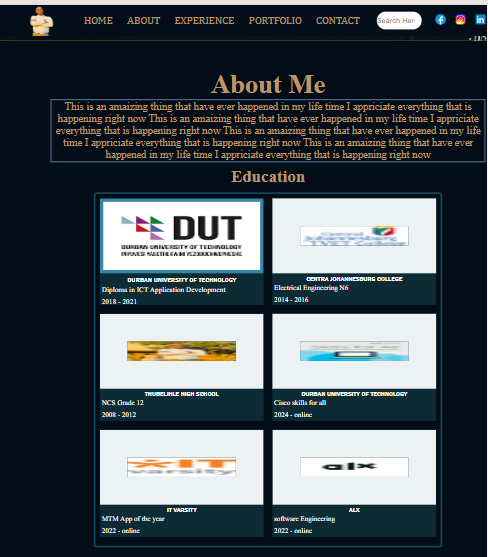 HOME ABOUT EXPERIENCE PORTFOLIO CONTACT Search Her
About Me
This is an amaizing thing that have ever happened in my life time I appriciate everything that is
happening right now This is an amaizing thing that have ever happened in my life time I appriciate
everything that is happening right now This is an amaizing thing that have ever happened in my life
time I appriciate everything that is happening right now This is an amaizing thing that have ever
happened in my life time I appriciate everything that is happening right now
Education
DUT
DURBAN UNIVERSITY OF TECHNOLOGY
DURBAN UNIVERSITY OF TECHNOLOGY
Diploma in ICT Application Development
2018 - 2021
Central
Johannesburg
TVET College
CENTRA JOHANNESBURG COLLEGE
Electrical Engineering N6
2014 - 2016
THUBELIHLE HIGH SCHOOL
NCS Grade 12
2008 - 2012
DURBAN UNIVERSITY OF TECHNOLOGY
Cisco skills for all
2024 - online
IT
varsity
IT VARSITY
MTM App of the year
2022 - online
alx
ALX
software Engineering
2022 - online